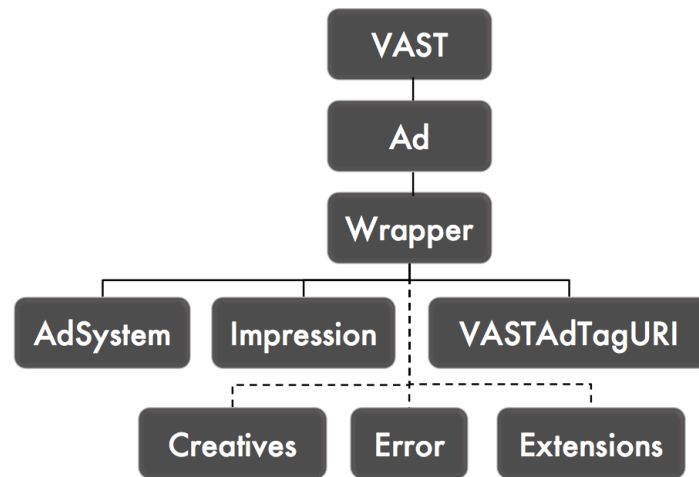 VAST
Ad
Wrapper
AdSystem
Impression
VASTAdTagURI
Creatives
Error
Extensions